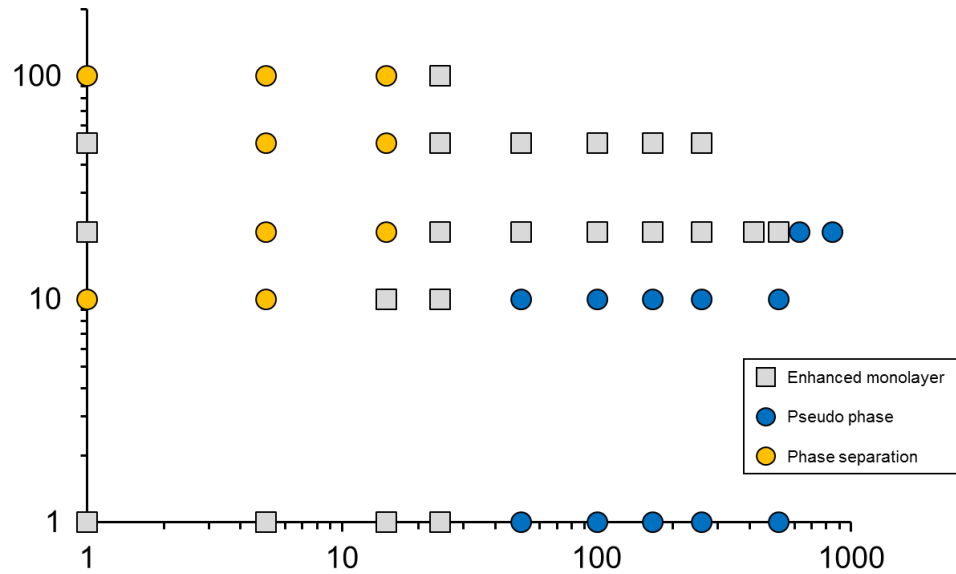 100
10
Enhanced monolayer
Pseudo phase
Phase separation
1
1 10 100 1000